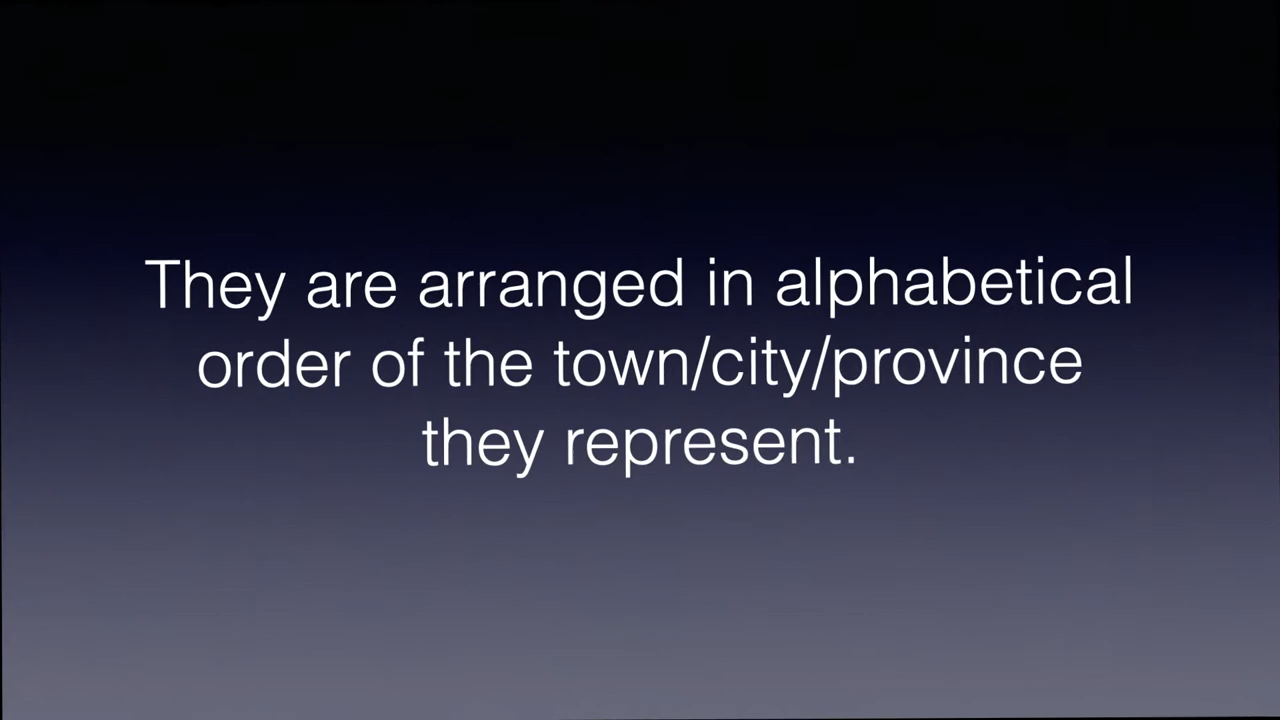 They are arranged in alphabetical
order of the town/city/province
they represent.